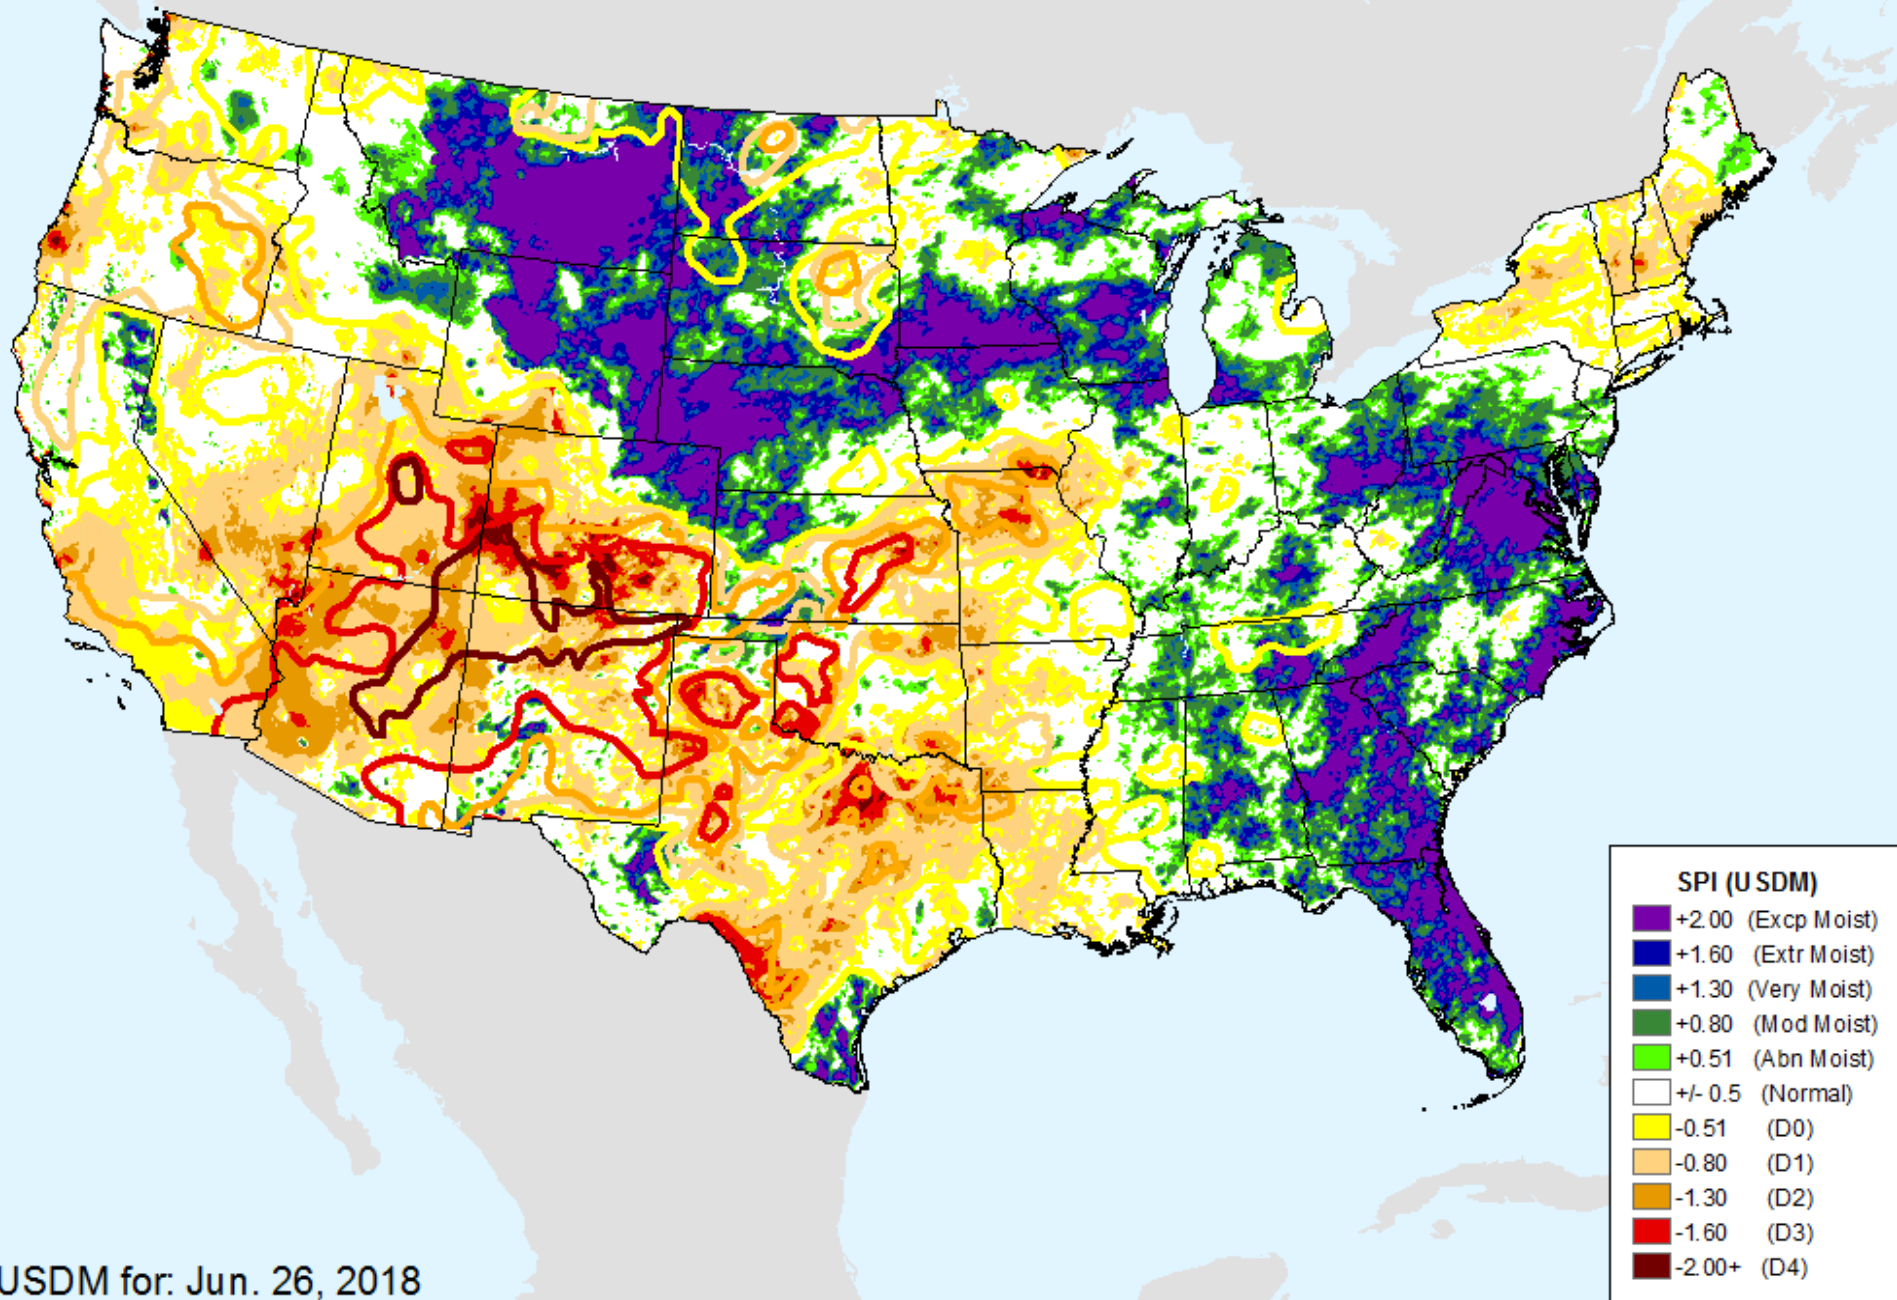 SPI (USDM)
+2.00 (Excp Moist)
+1.60 (Extr Moist)
+1.30 (Very Moist)
+0.80 (Mod Moist)
+0.51 (Abn Moist)
+/- 0.5 (Normal)
-0.51 (D0)
-0.80 (D1)
-1.30 (D2)
-1.60 (D3)
-2.00+ (D4)
USDM for: Jun. 26, 2018